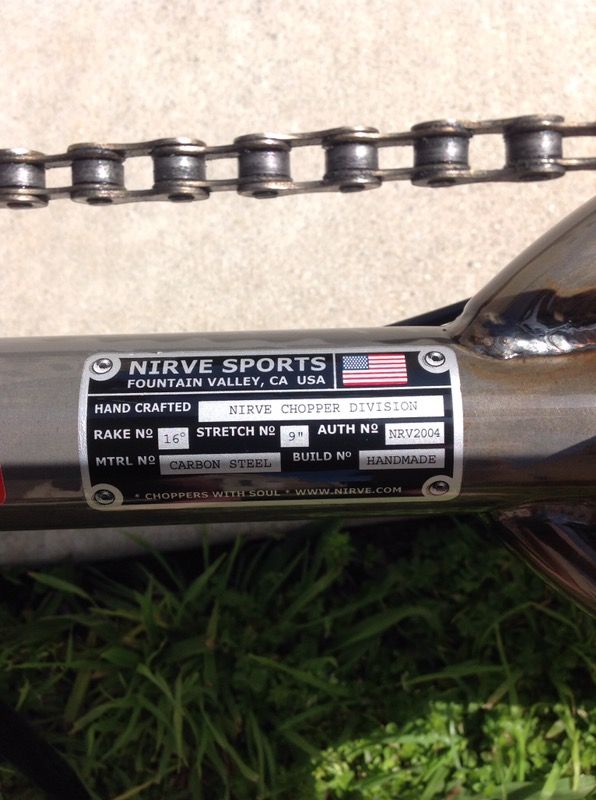 NIRVE SPORTS
FOUNTAIN VALLEY, CA USA
HAND CRAFTED NIRVE CHOPPER DIVISION
RAKE Nº 16° STRETCH Nº 9" AUTH Nº NRV2004
MTRL Nº CARBON STEEL BUILD Nº HANDMADE
* CHOPPERS WITH SOUL * WWW.NIRVE.COM